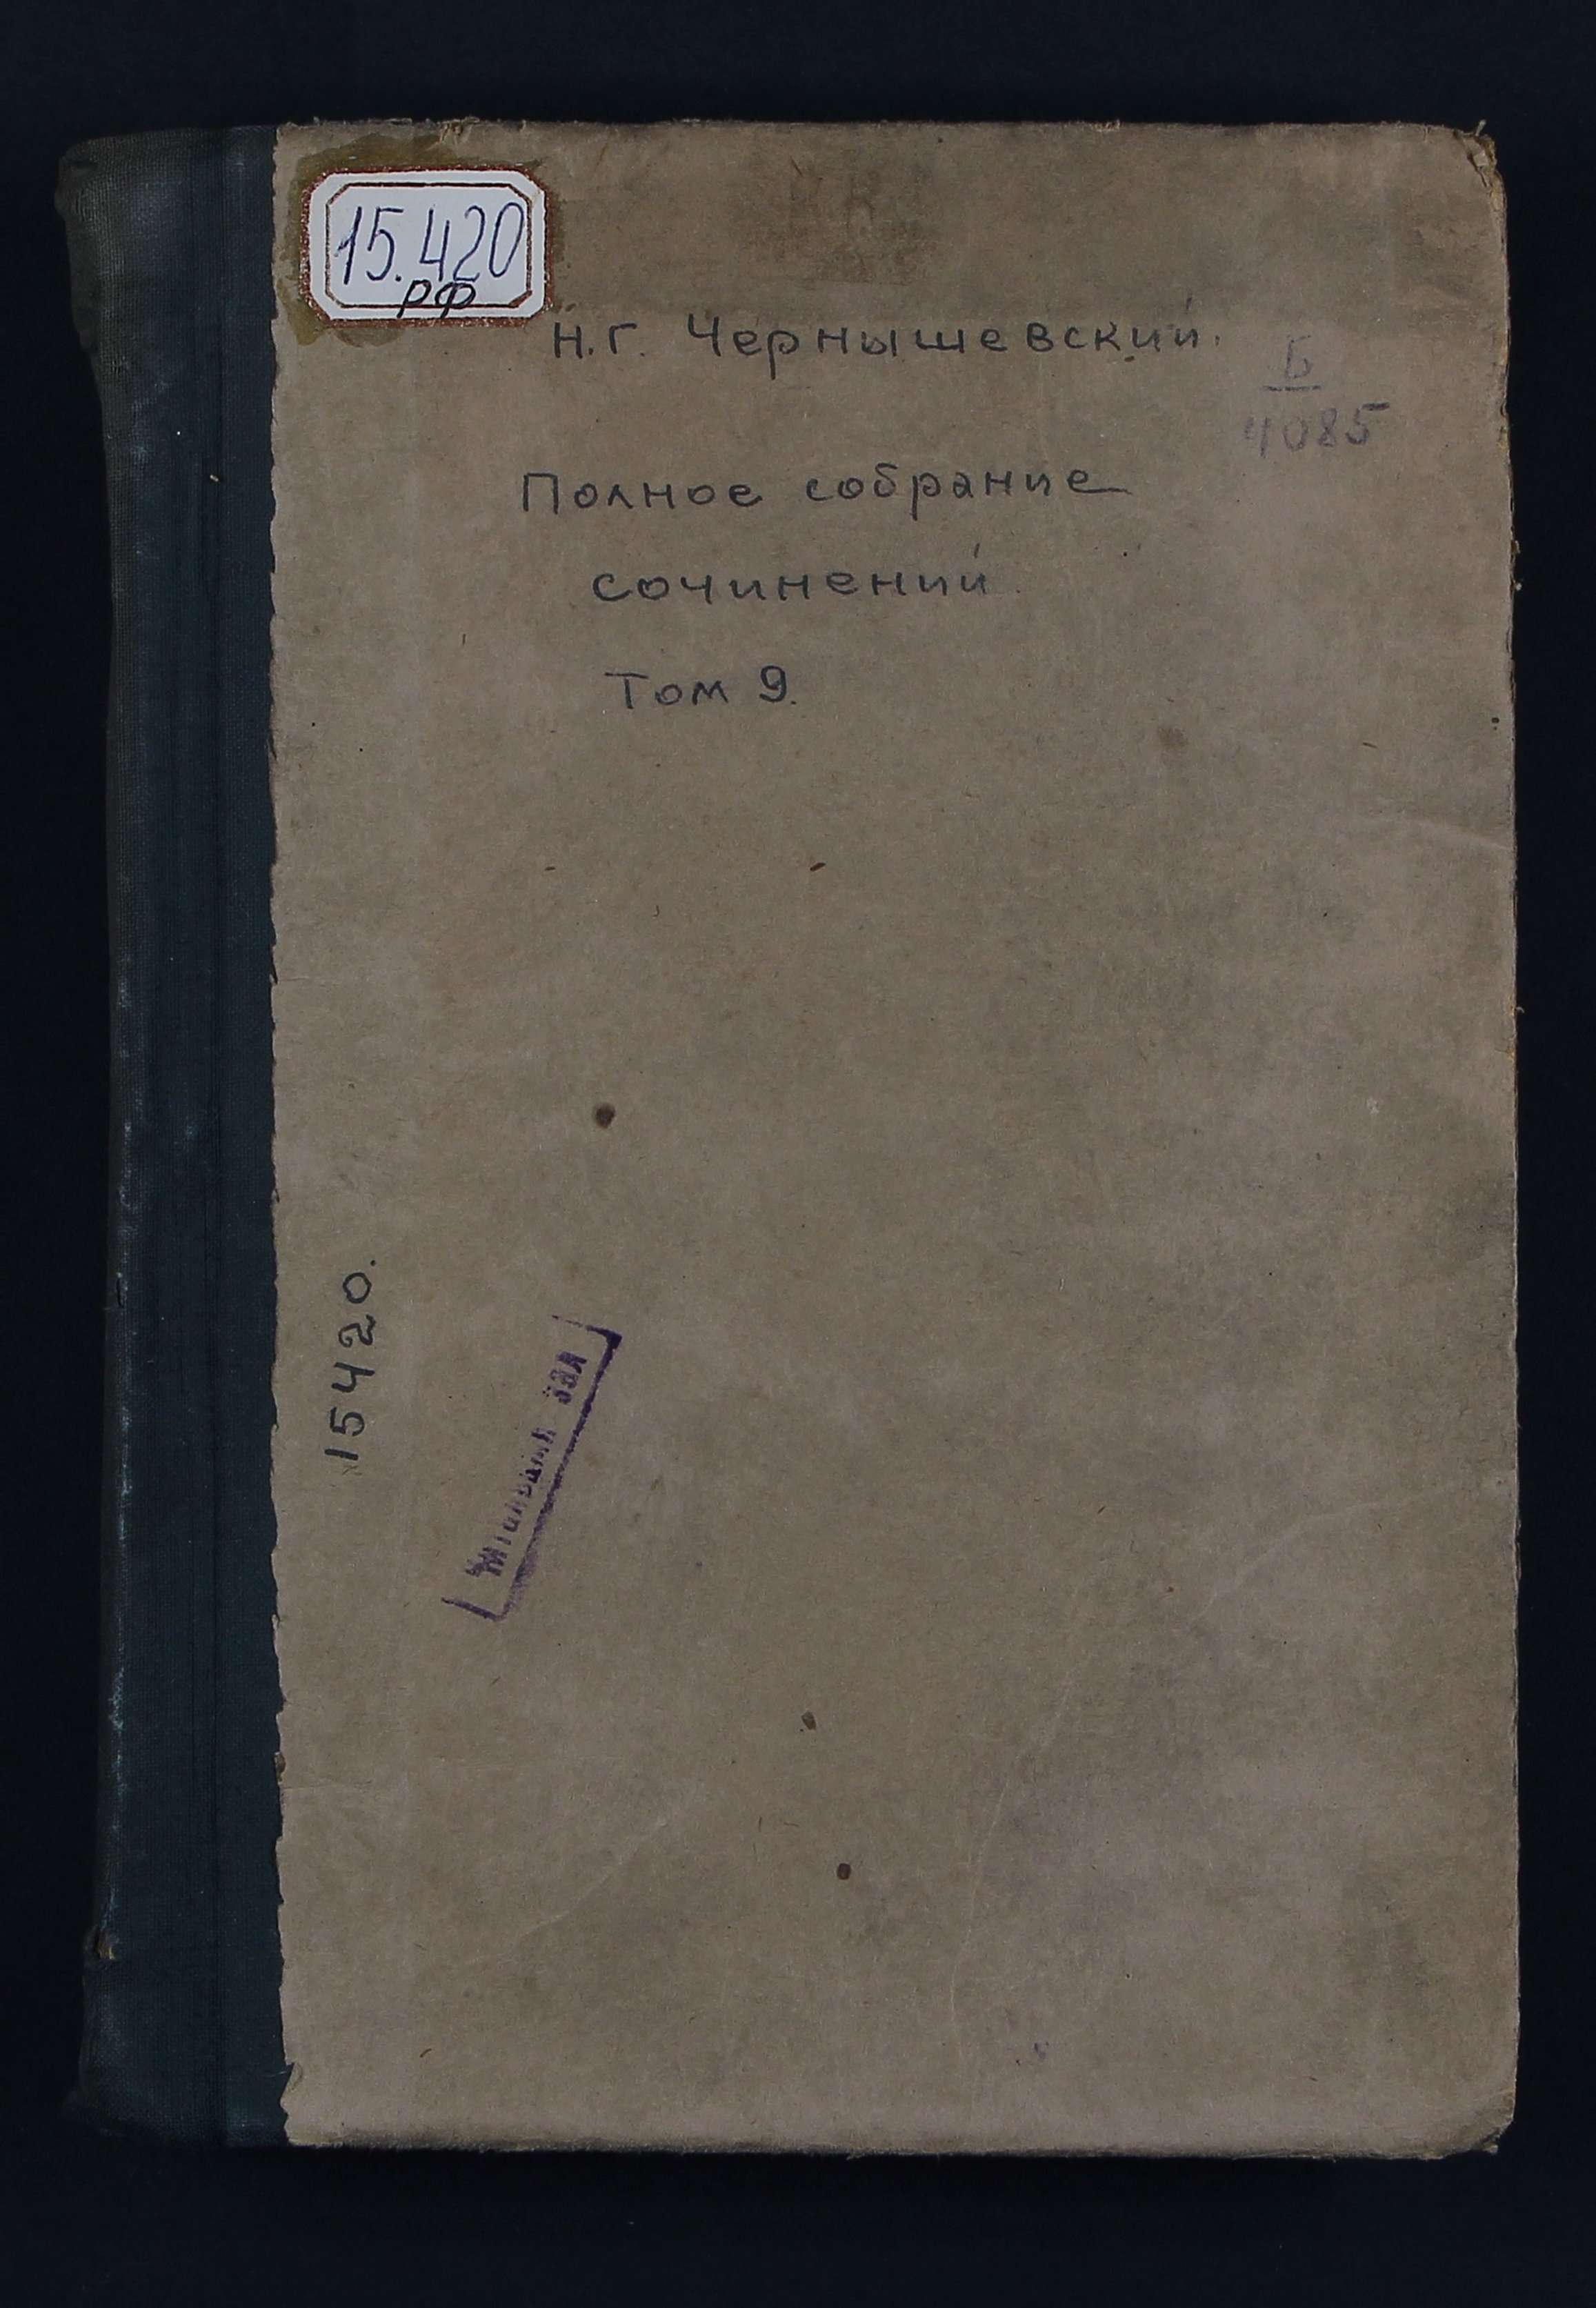 15.420
РФ
Н.Г. Чернышевский.
Б
4085
Полное собрание
сочинений
Том 9.
15420.